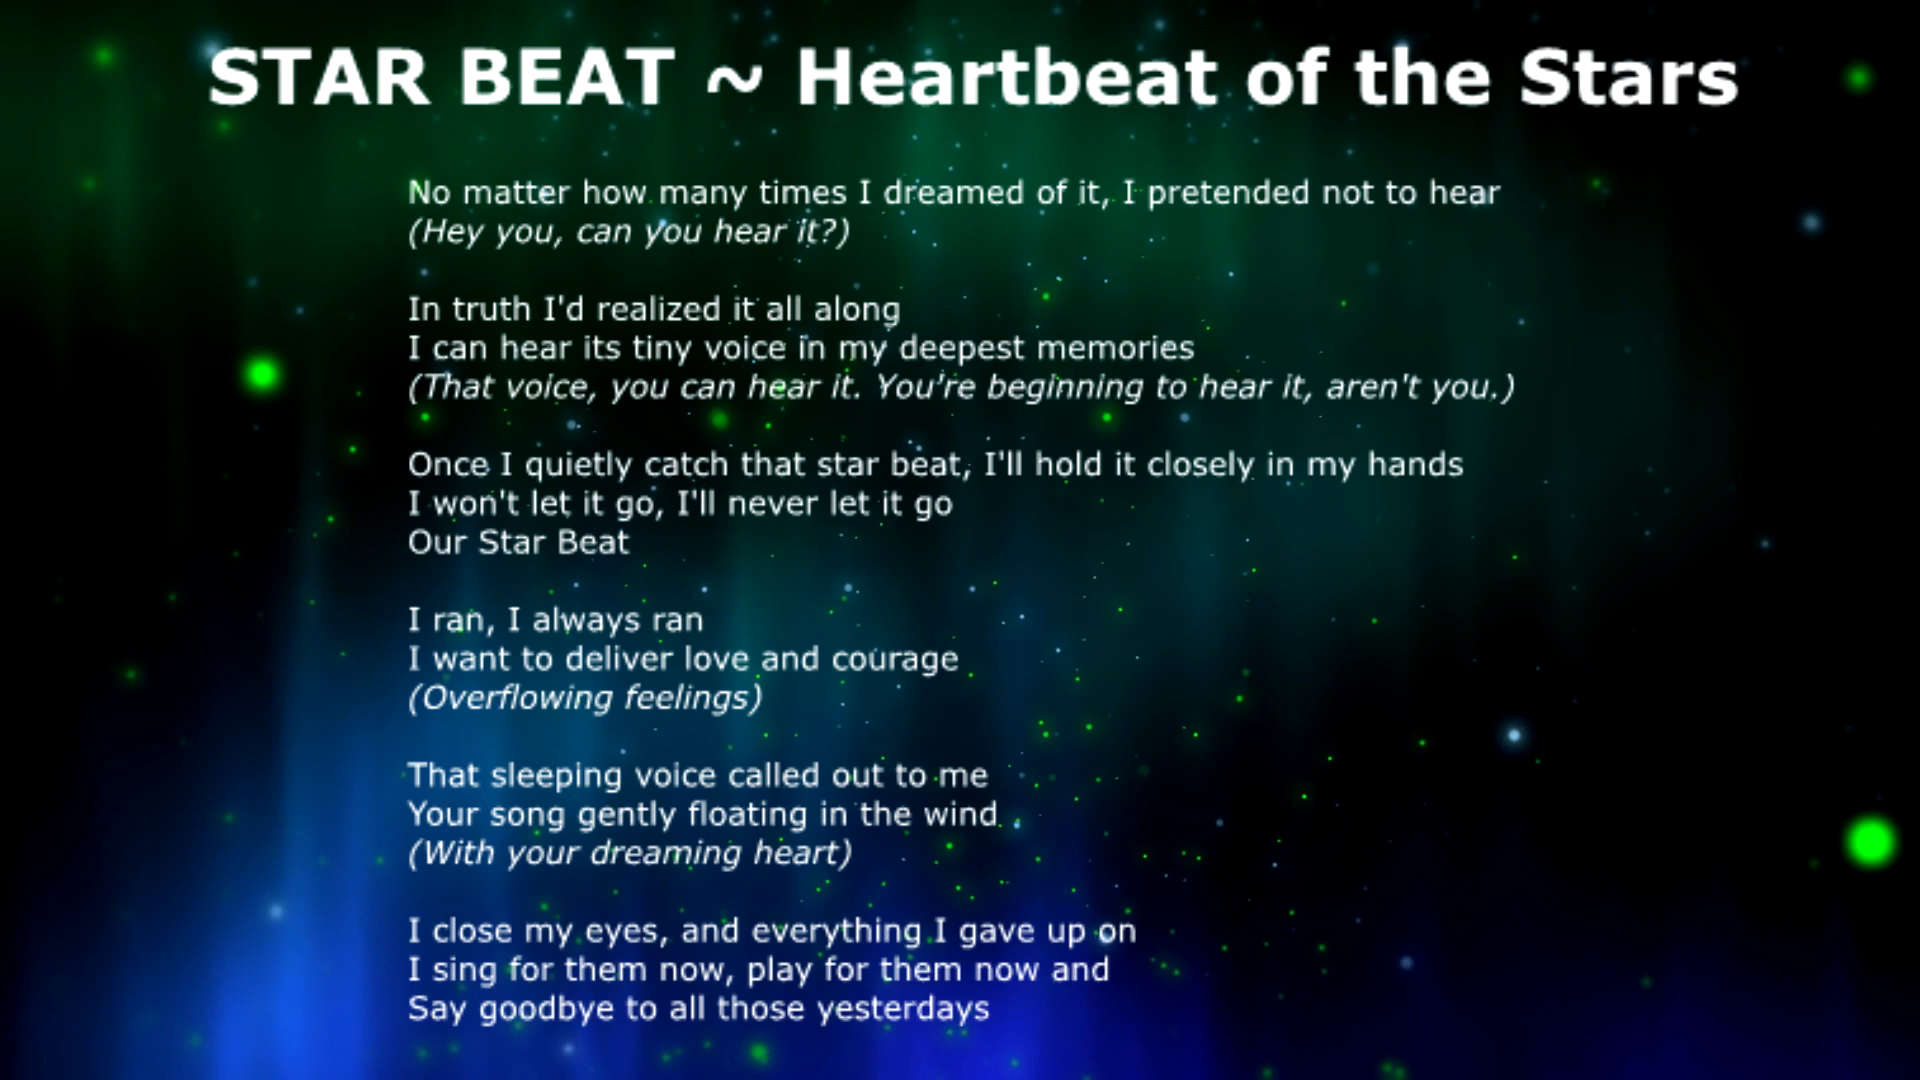 STAR BEAT ~ Heartbeat of the Stars
No matter how many times I dreamed of it, I pretended not to hear
(Hey you, can you hear it?)
In truth I'd realized it all along
I can hear its tiny voice in my deepest memories
(That voice, you can hear it. You're beginning to hear it, aren't you.)
Once I quietly catch that star beat, I'll hold it closely in my hands
I won't let it go, I'll never let it go
Our Star Beat
I ran, I always ran
I want to deliver love and courage
(Overflowing feelings)
That sleeping voice called out to me
Your song gently floating in the wind
(With your dreaming heart)
I close my eyes, and everything I gave up on
I sing for them now, play for them now and
Say goodbye to all those yesterdays